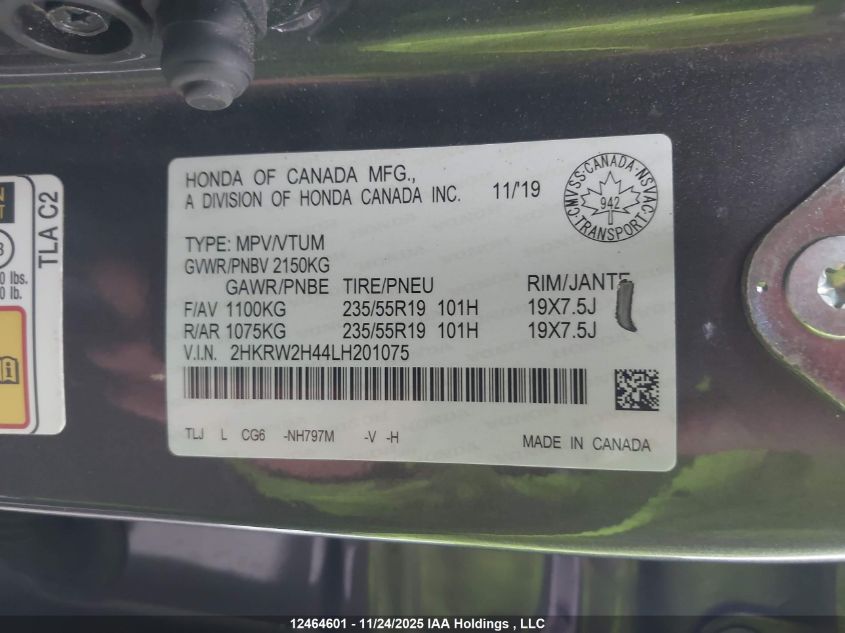 HONDA OF CANADA MFG.,
A DIVISION OF HONDA CANADA INC. 11/'19
CMVSS·CANADA·NSVAC·TRANSPORT
942
TYPE: MPV/VTUM
GVWR/PNBV 2150KG
GAWR/PNBE TIRE/PNEU RIM/JANTE
F/AV 1100KG 235/55R19 101H 19X7.5J
R/AR 1075KG 235/55R19 101H 19X7.5J
V.I.N. 2HKRW2H44LH201075
TLJ L CG6 -NH797M -V -H MADE IN CANADA
TLA C2
lbs.
lb.
12464601 - 11/24/2025 IAA Holdings , LLC